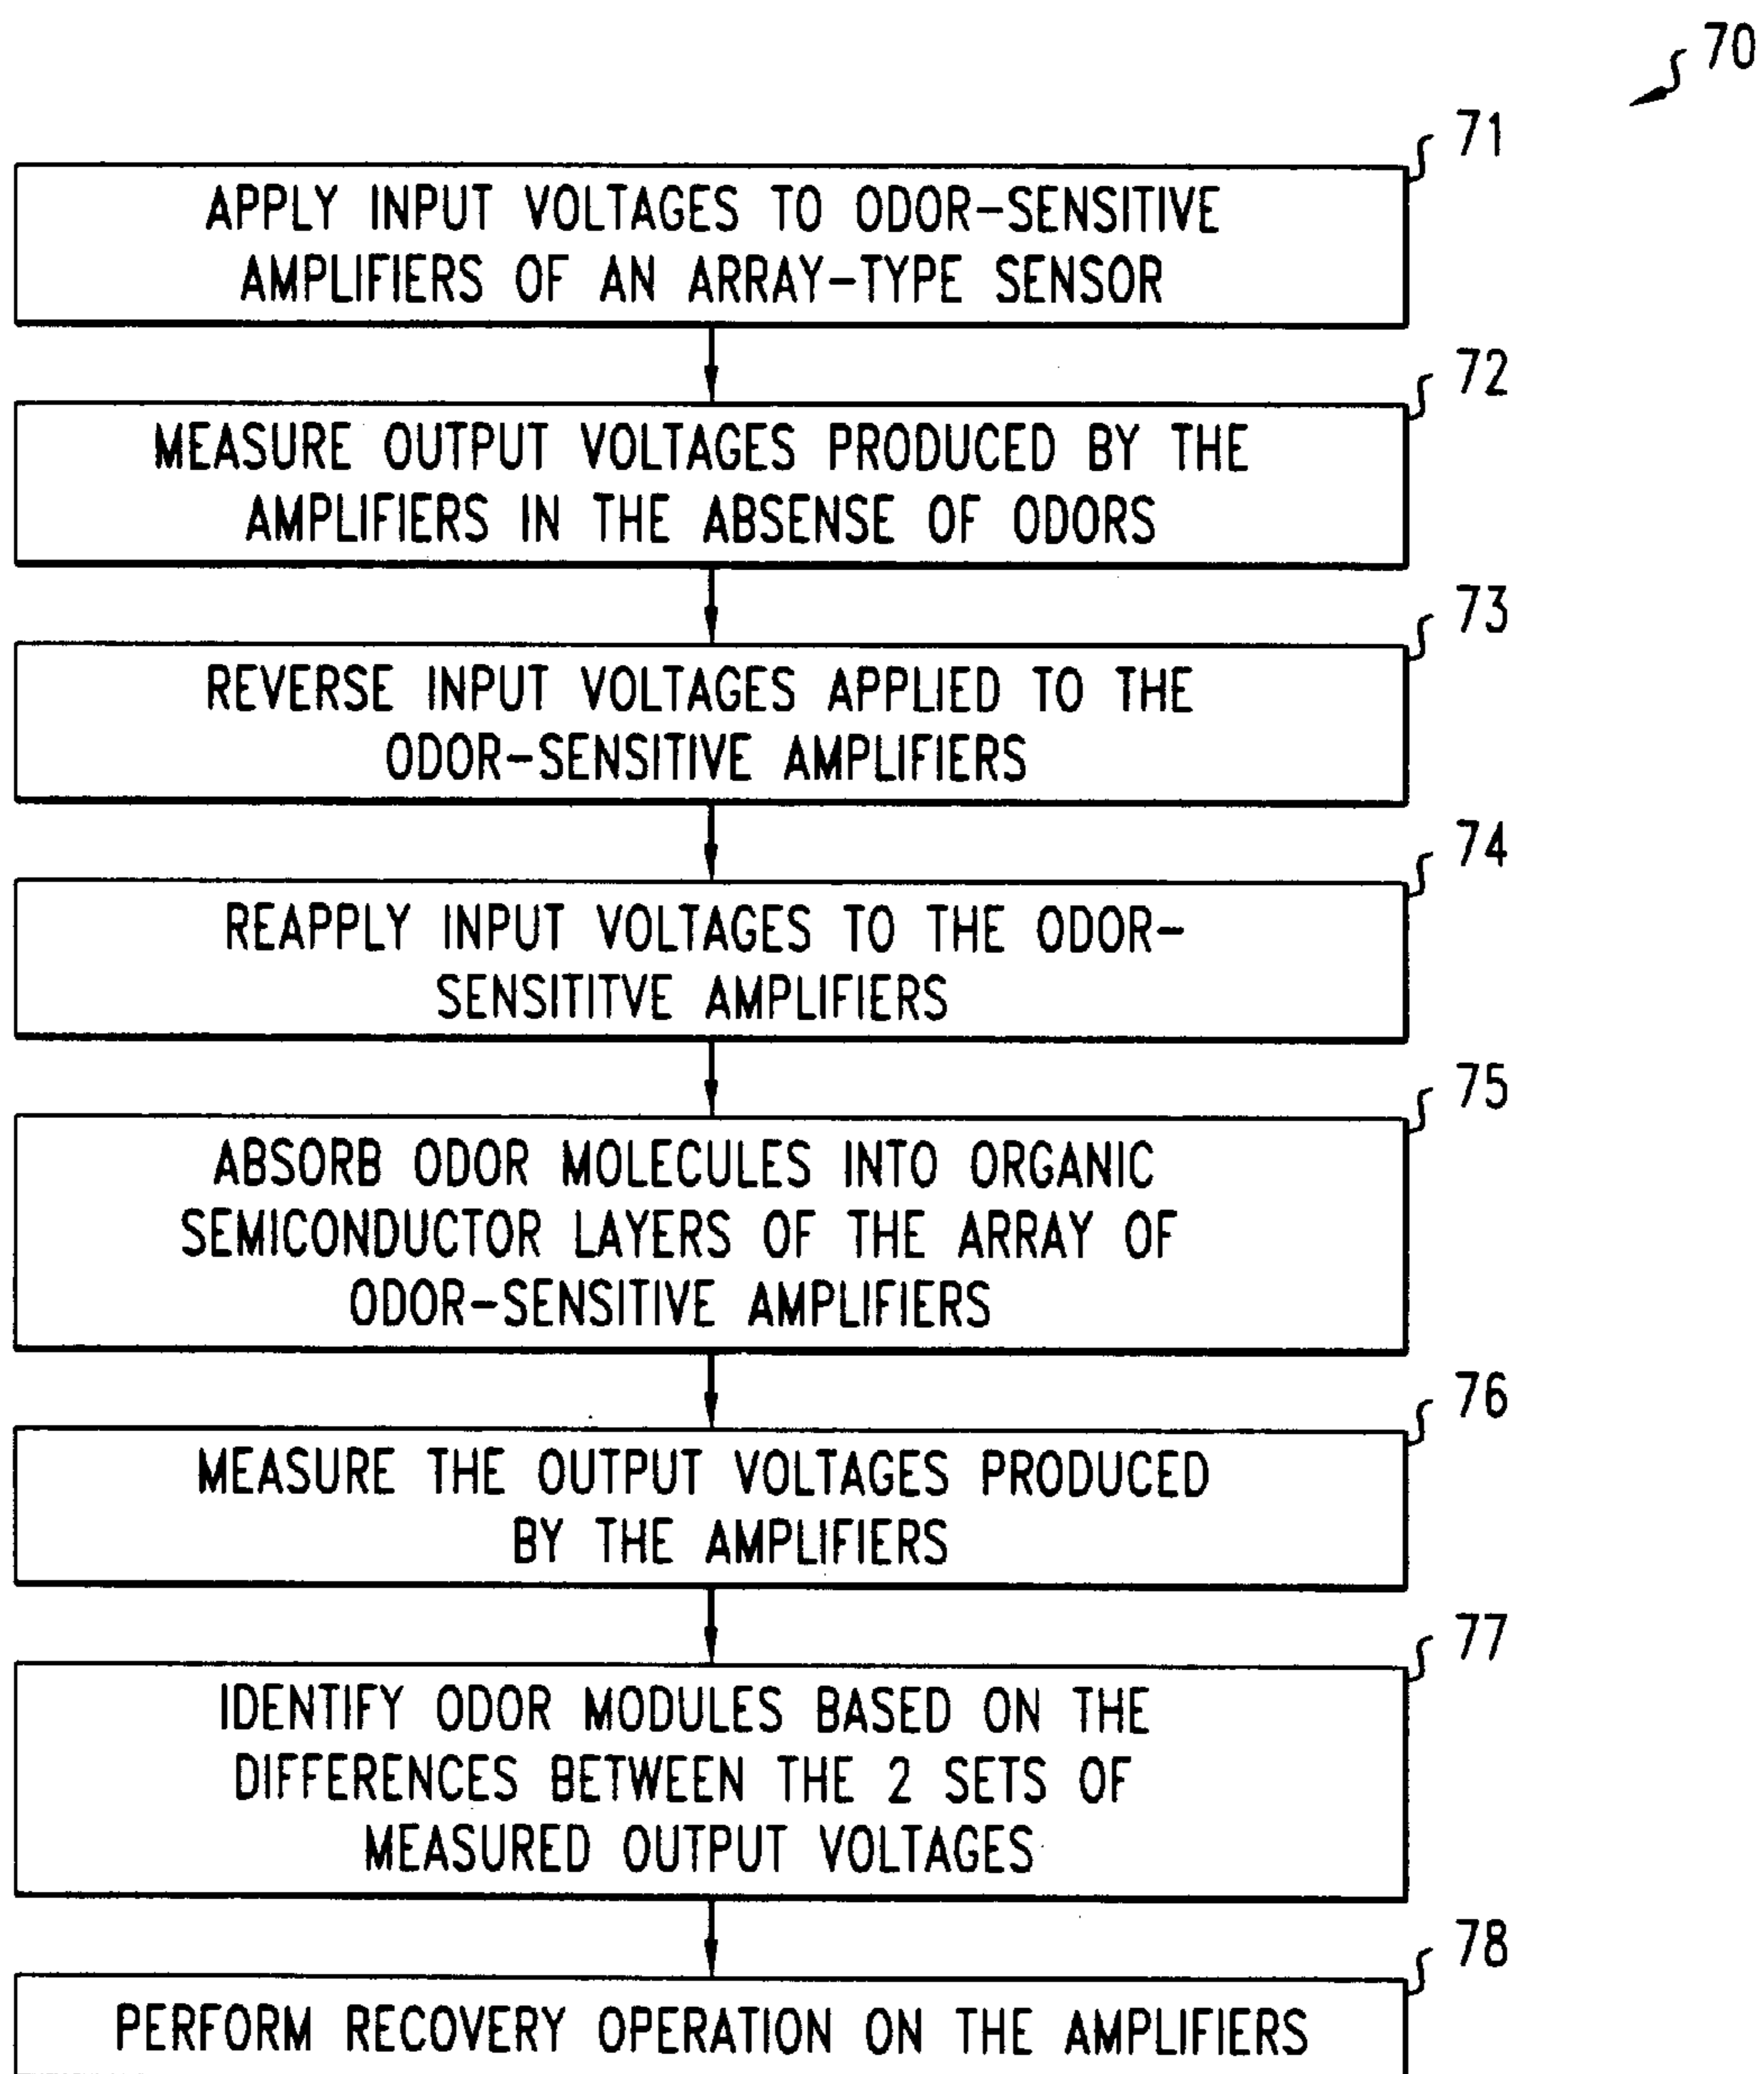 70
71
APPLY INPUT VOLTAGES TO ODOR-SENSITIVE
AMPLIFIERS OF AN ARRAY-TYPE SENSOR
72
MEASURE OUTPUT VOLTAGES PRODUCED BY THE
AMPLIFIERS IN THE ABSENSE OF ODORS
73
REVERSE INPUT VOLTAGES APPLIED TO THE
ODOR-SENSITIVE AMPLIFIERS
74
REAPPLY INPUT VOLTAGES TO THE ODOR-
SENSITITVE AMPLIFIERS
75
ABSORB ODOR MOLECULES INTO ORGANIC
SEMICONDUCTOR LAYERS OF THE ARRAY OF
ODOR-SENSITIVE AMPLIFIERS
76
MEASURE THE OUTPUT VOLTAGES PRODUCED
BY THE AMPLIFIERS
77
IDENTIFY ODOR MODULES BASED ON THE
DIFFERENCES BETWEEN THE 2 SETS OF
MEASURED OUTPUT VOLTAGES
78
PERFORM RECOVERY OPERATION ON THE AMPLIFIERS